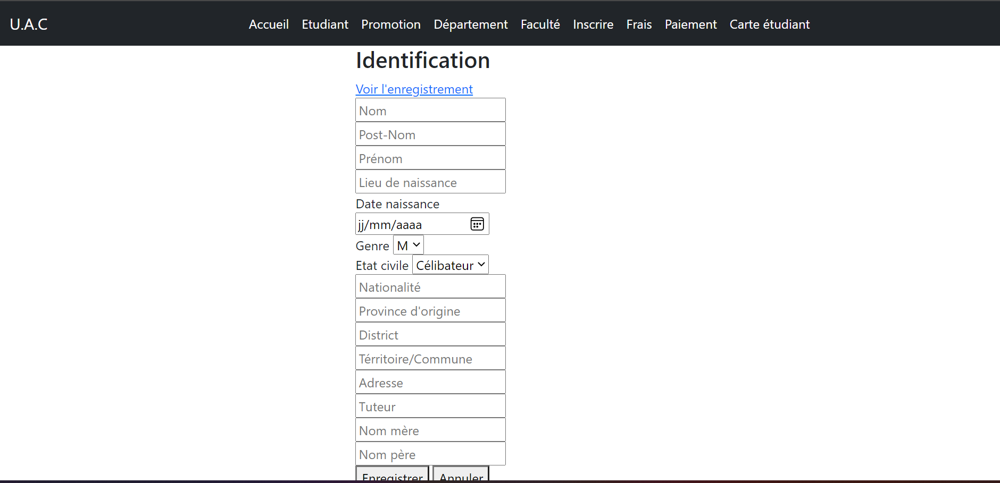 U.A.C Accueil Etudiant Promotion Département Faculté Inscrire Frais Paiement Carte étudiant
Identification
Voir l'enregistrement
Nom
Post-Nom
Prénom
Lieu de naissance
Date naissance
jj/mm/aaaa
Genre M
Etat civile Célibateur
Nationalité
Province d'origine
District
Térritoire/Commune
Adresse
Tuteur
Nom mère
Nom père
Enregistrer Annuler